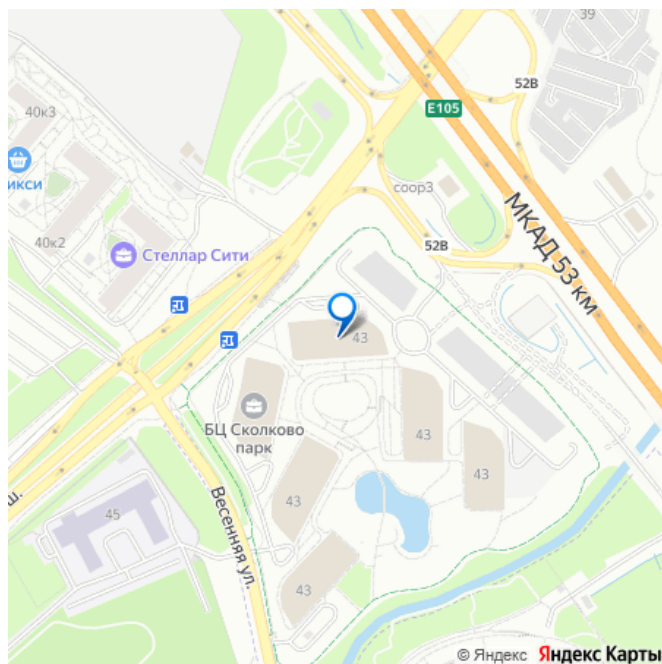 39
52В
40к3
E105
икси
соор3
МКАД 53 км
40к2
Стеллар Сити
52В
43
БЦ Сколково
парк
43
43
43
ш.
45
Весенняя ул.
43
© Яндекс Яндекс Карты